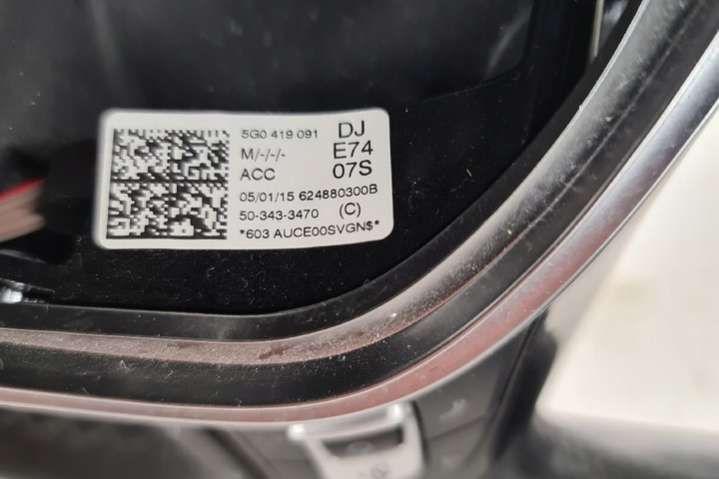 5G0 419 091 DJ
M/-/-/- E74
ACC 07S
05/01/15 624880300B
50-343-3470 (C)
*603 AUCE00SVGN$*